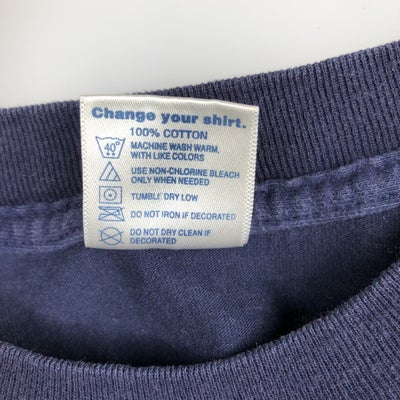 Change your shirt.
100% COTTON
40°
MACHINE WASH WARM,
WITH LIKE COLORS
USE NON-CHLORINE BLEACH
ONLY WHEN NEEDED
TUMBLE DRY LOW
DO NOT IRON IF DECORATED
DO NOT DRY CLEAN IF
DECORATED